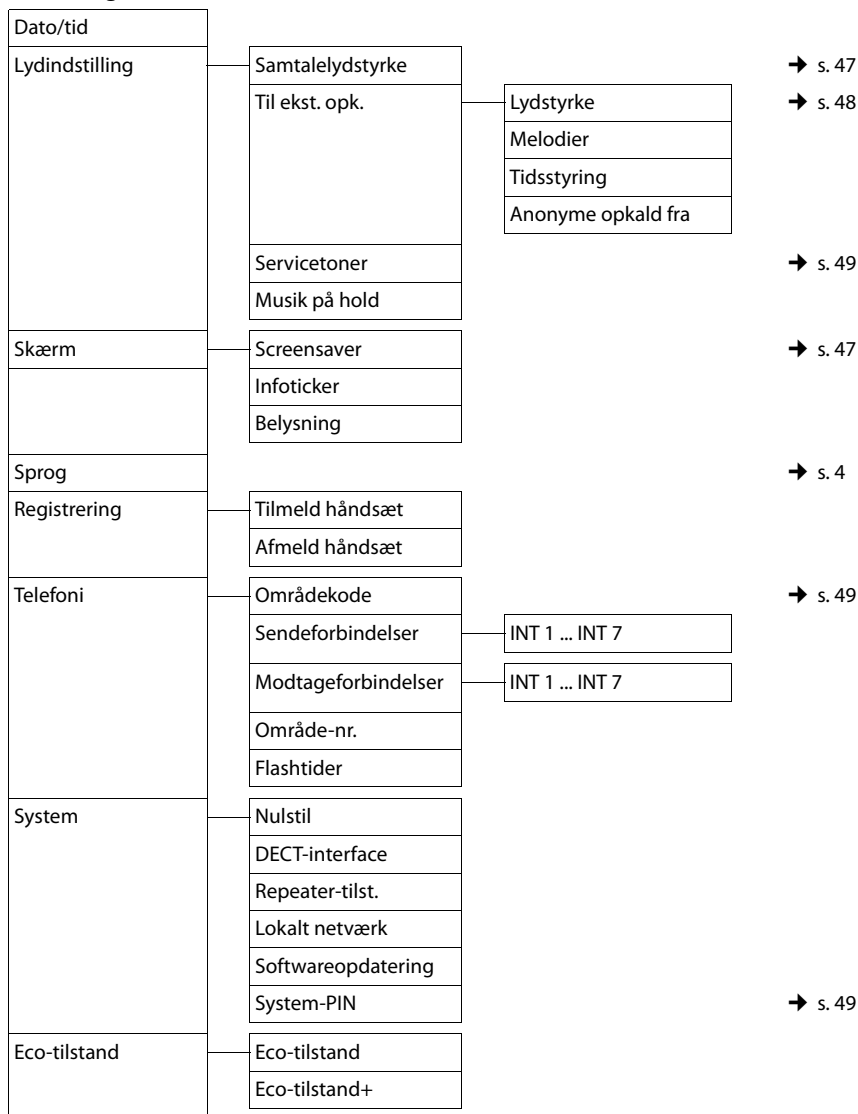 Dato/tid
Lydindstilling Samtalelydstyrke ➔ s. 47
Til ekst. opk. Lydstyrke ➔ s. 48
Melodier
Tidsstyring
Anonyme opkald fra
Servicetoner ➔ s. 49
Musik på hold
Skærm Screensaver ➔ s. 47
Infoticker
Belysning
Sprog ➔ s. 4
Registrering Tilmeld håndsæt
Afmeld håndsæt
Telefoni Områdekode ➔ s. 49
Sendeforbindelser INT 1 ... INT 7
Modtageforbindelser INT 1 ... INT 7
Område-nr.
Flashtider
System Nulstil
DECT-interface
Repeater-tilst.
Lokalt netværk
Softwareopdatering
System-PIN ➔ s. 49
Eco-tilstand Eco-tilstand
Eco-tilstand+